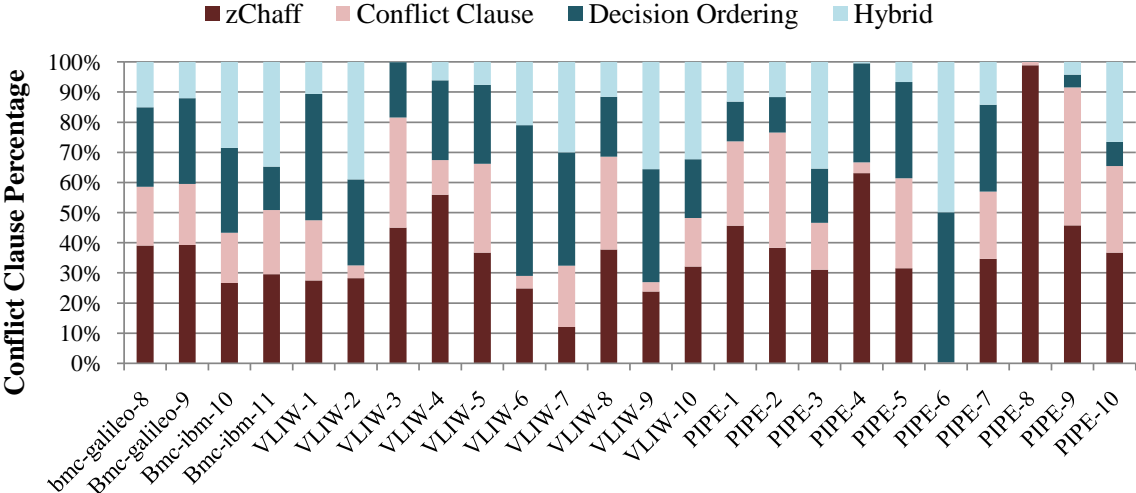 zChaff Conflict Clause Decision Ordering Hybrid
Conflict Clause Percentage
100%
90%
80%
70%
60%
50%
40%
30%
20%
10%
0%
bmc-galileo-8
Bmc-galileo-9
Bmc-ibm-10
Bmc-ibm-11
VLIW-1
VLIW-2
VLIW-3
VLIW-4
VLIW-5
VLIW-6
VLIW-7
VLIW-8
VLIW-9
VLIW-10
PIPE-1
PIPE-2
PIPE-3
PIPE-4
PIPE-5
PIPE-6
PIPE-7
PIPE-8
PIPE-9
PIPE-10